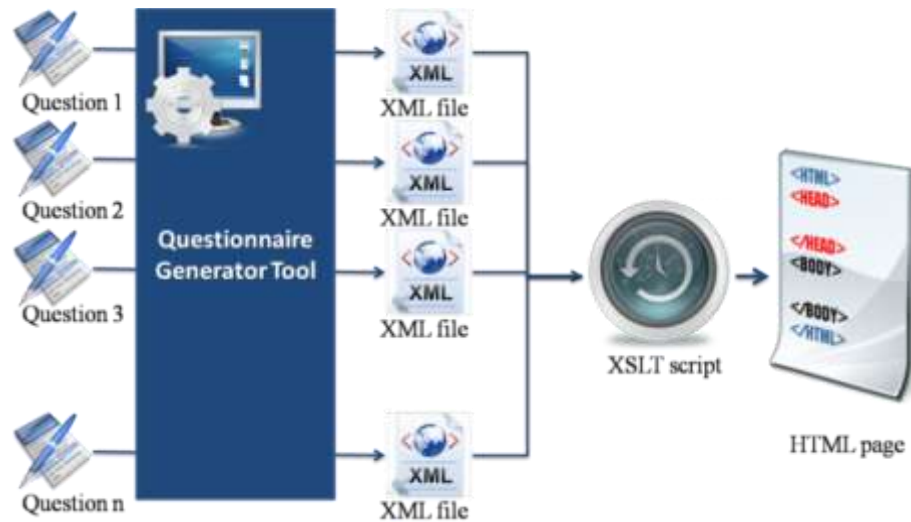 Question 1
Question 2
Question 3
Question n
Questionnaire
Generator Tool
<XML>
XML file
<XML>
XML file
<XML>
XML file
<XML>
XML file
XSLT script
<HTML>
<HEAD>
</HEAD>
<BODY>
</BODY>
</HTML>
HTML page